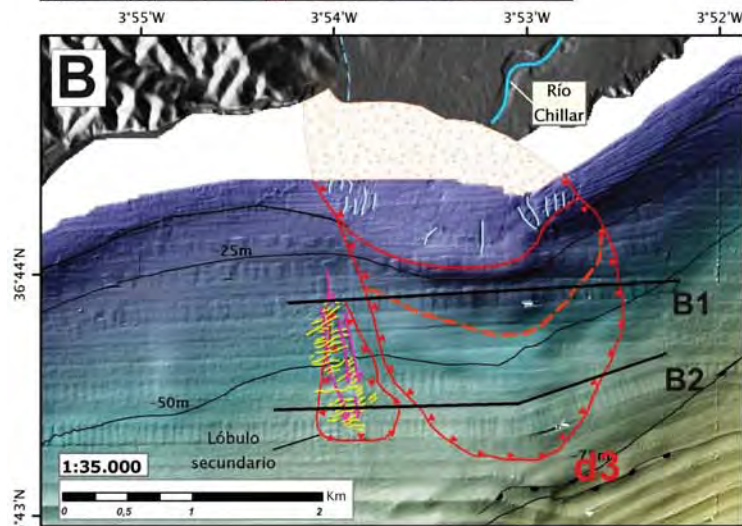 3°55'W
3°54'W
3°53'W
3°52'W
B
Río
Chillar
25m
36°44'N
B1
-50m
B2
Lóbulo
secundario
d3
1:35.000
Km
0
0,5
1
2
°43'N